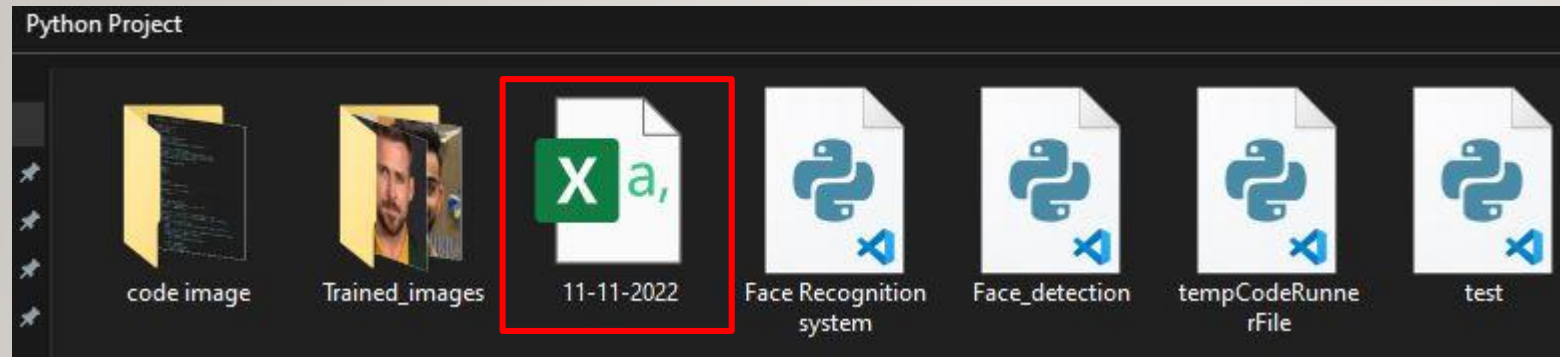 Python Project
X a,
code image
Trained_images
11-11-2022
Face Recognition
system
Face_detection
tempCodeRunne
rFile
test